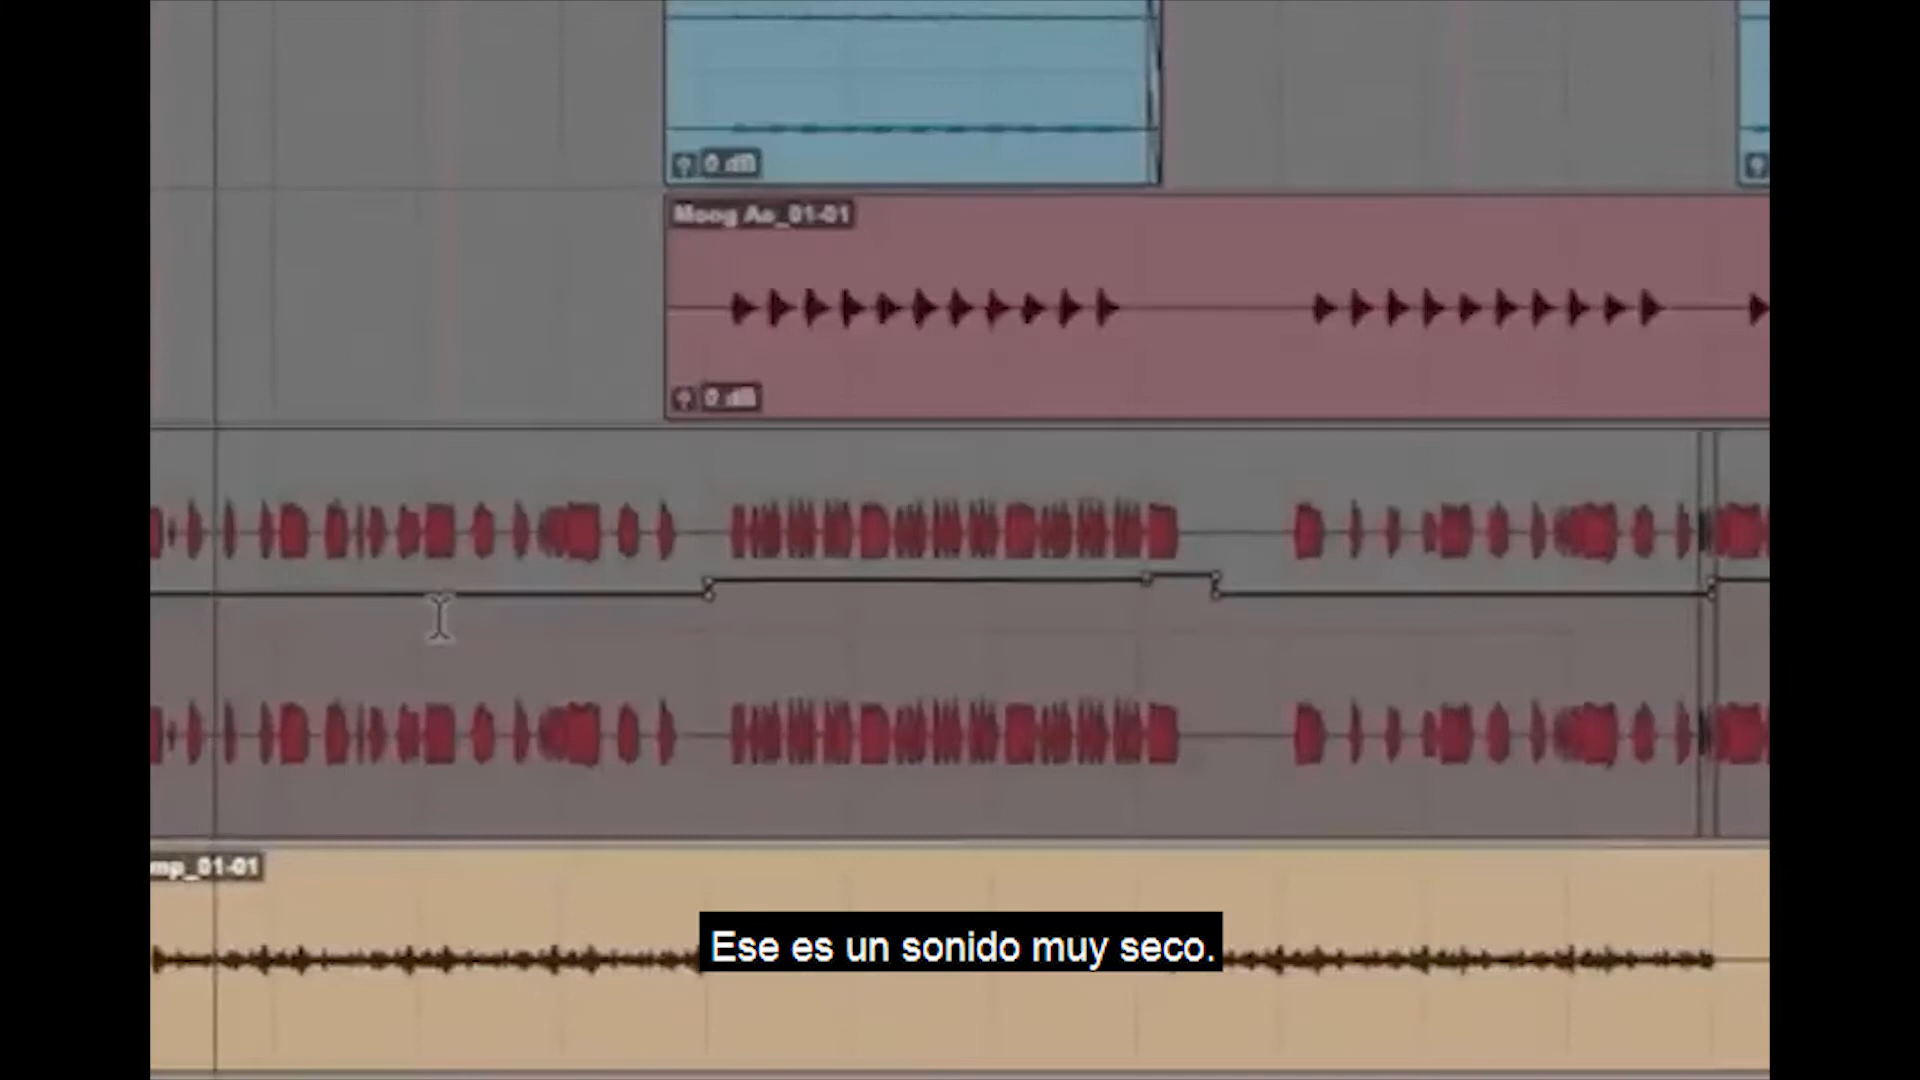 0 dB
Moog Ao_01-01
0 dB
mp_01-01
Ese es un sonido muy seco.